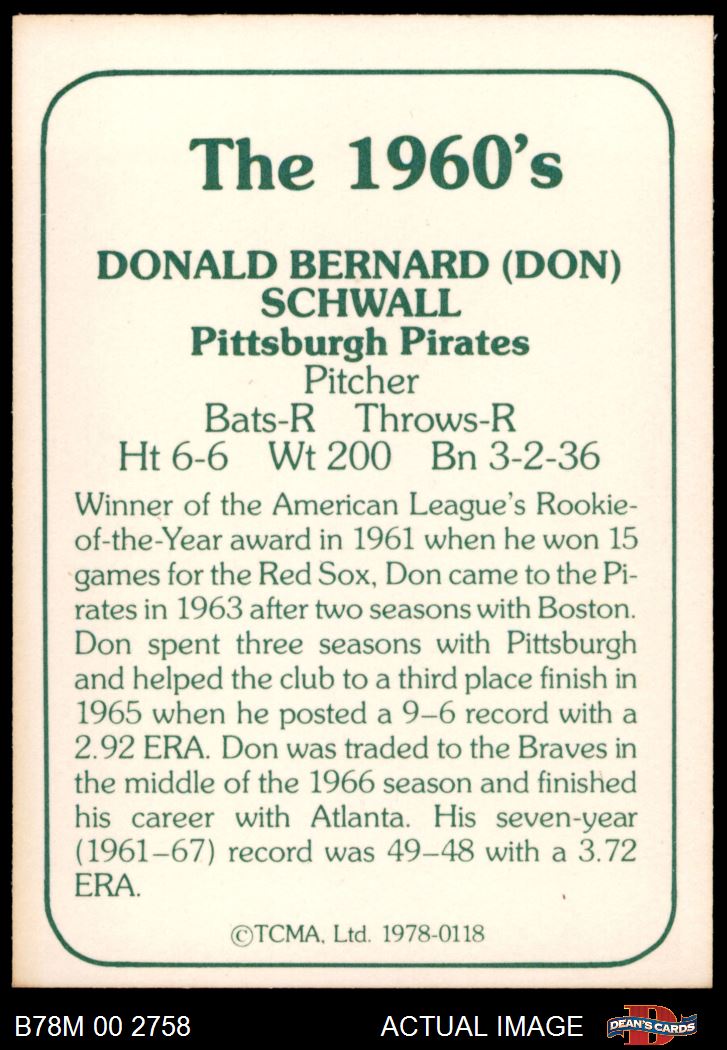 The 1960's
DONALD BERNARD (DON)
SCHWALL
Pittsburgh Pirates
Pitcher
Bats-R Throws-R
Ht 6-6 Wt 200 Bn 3-2-36
Winner of the American League's Rookie-
of-the-Year award in 1961 when he won 15
games for the Red Sox, Don came to the Pi-
rates in 1963 after two seasons with Boston.
Don spent three seasons with Pittsburgh
and helped the club to a third place finish in
1965 when he posted a 9–6 record with a
2.92 ERA. Don was traded to the Braves in
the middle of the 1966 season and finished
his career with Atlanta. His seven-year
(1961–67) record was 49–48 with a 3.72
ERA.
©TCMA, Ltd. 1978-0118
B78M 00 2758 ACTUAL IMAGE D DEAN'S CARDS